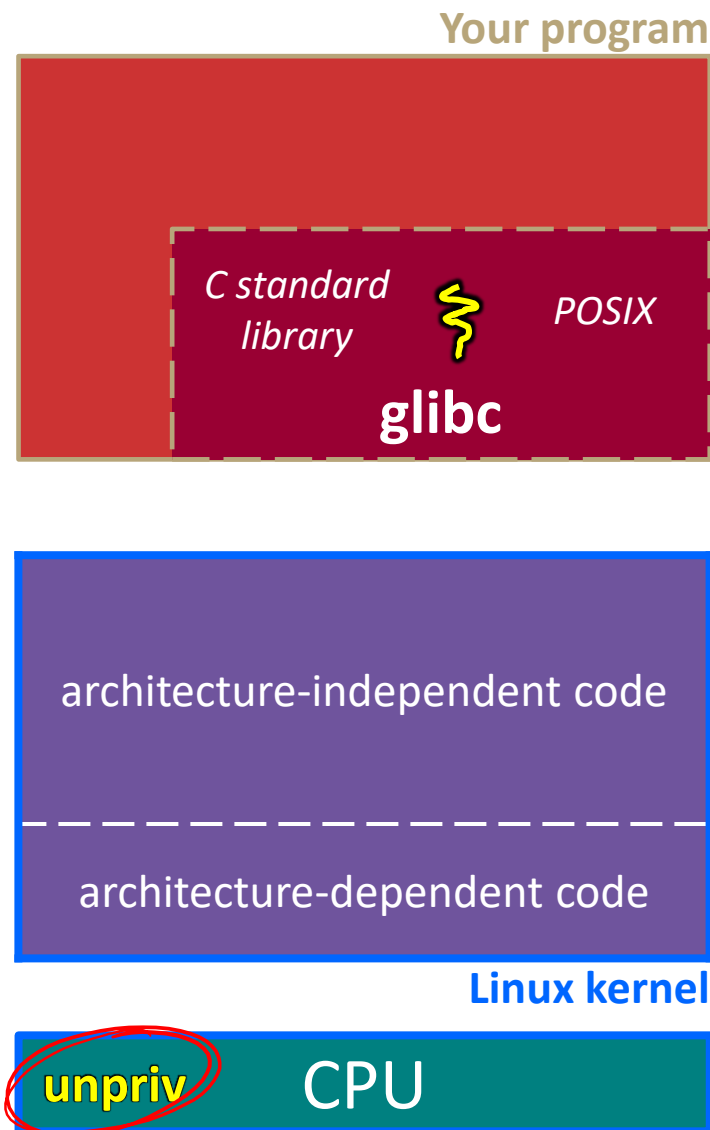 Your program
C standard
library
POSIX
glibc
architecture-independent code
architecture-dependent code
Linux kernel
unpriv
CPU